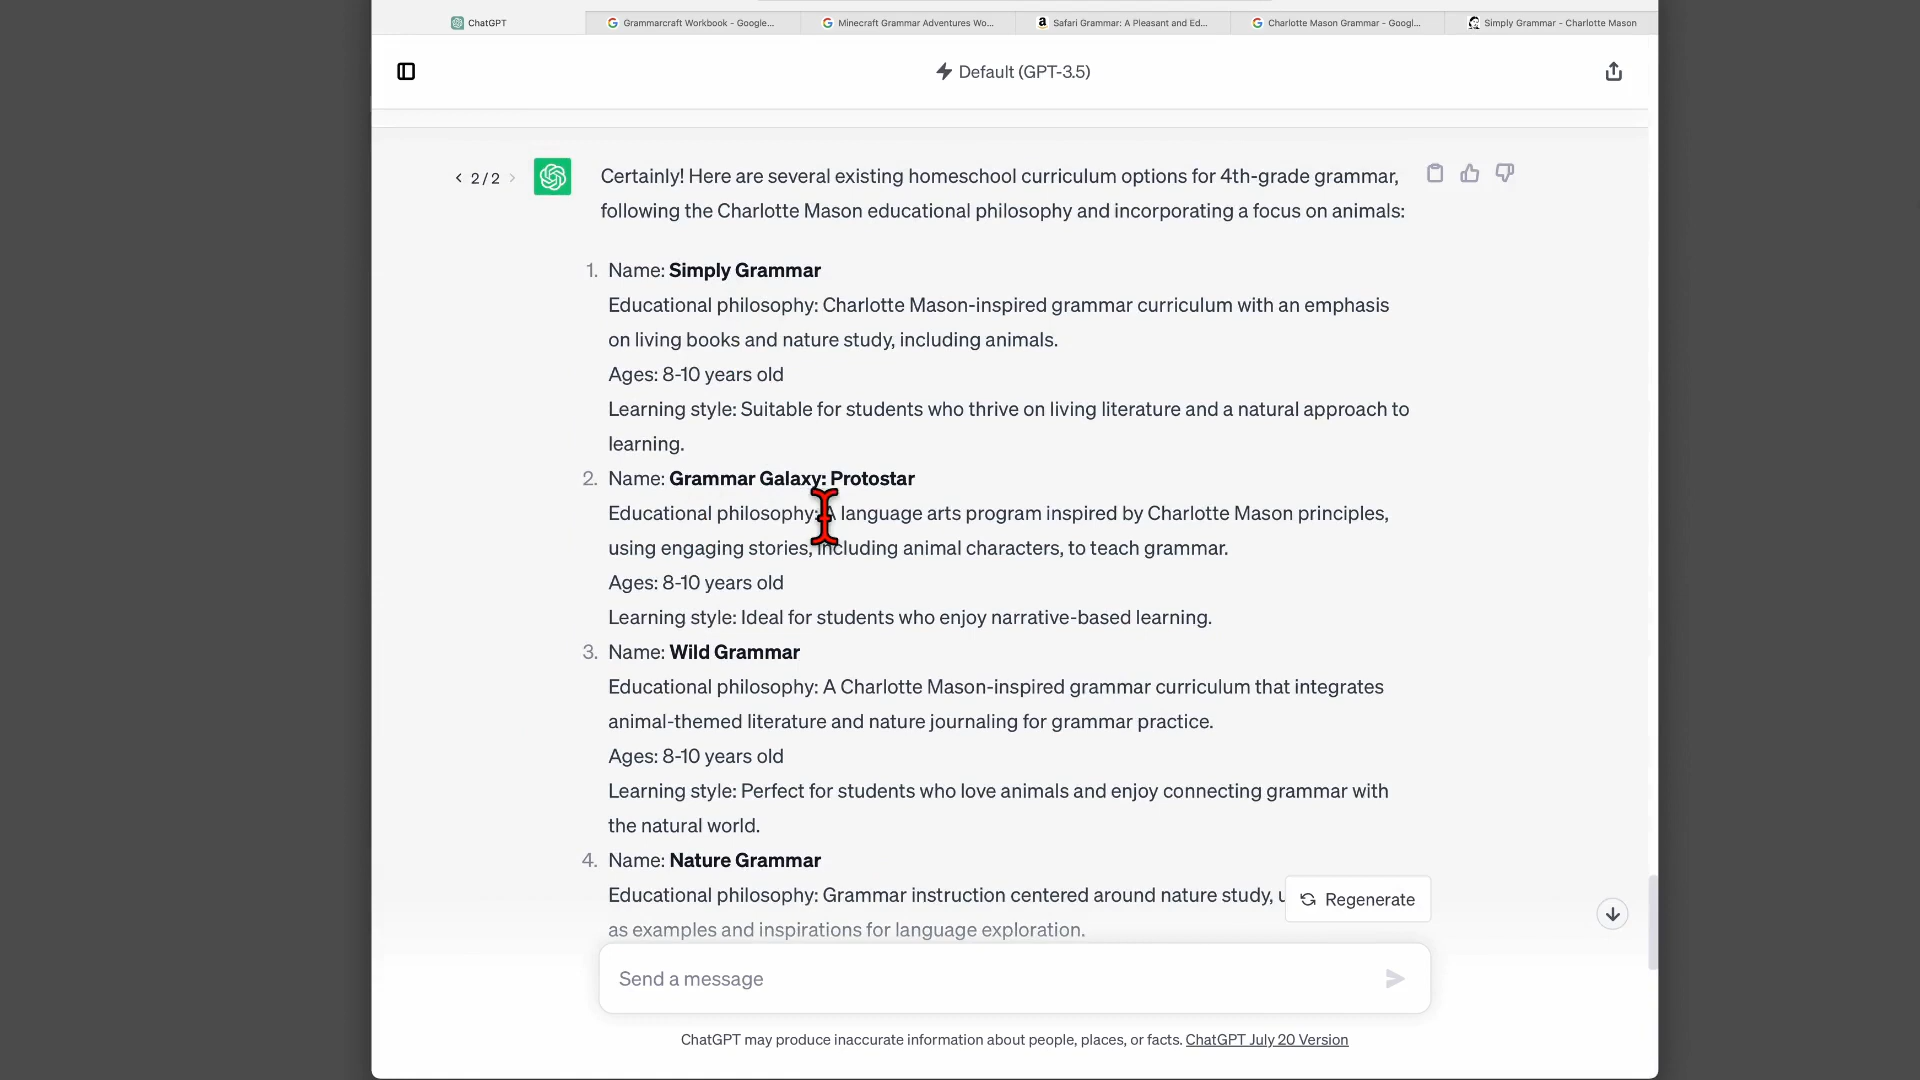 ChatGPT
Grammarcraft Workbook - Google...
Minecraft Grammar Adventures Wo...
Safari Grammar: A Pleasant and Ed...
Charlotte Mason Grammar - Googl...
Simply Grammar - Charlotte Mason
Default (GPT-3.5)
< 2 / 2 >
Certainly! Here are several existing homeschool curriculum options for 4th-grade grammar,
following the Charlotte Mason educational philosophy and incorporating a focus on animals:
1. Name: Simply Grammar
Educational philosophy: Charlotte Mason-inspired grammar curriculum with an emphasis
on living books and nature study, including animals.
Ages: 8-10 years old
Learning style: Suitable for students who thrive on living literature and a natural approach to
learning.
2. Name: Grammar Galaxy: Protostar
Educational philosophy: A language arts program inspired by Charlotte Mason principles,
using engaging stories, including animal characters, to teach grammar.
Ages: 8-10 years old
Learning style: Ideal for students who enjoy narrative-based learning.
3. Name: Wild Grammar
Educational philosophy: A Charlotte Mason-inspired grammar curriculum that integrates
animal-themed literature and nature journaling for grammar practice.
Ages: 8-10 years old
Learning style: Perfect for students who love animals and enjoy connecting grammar with
the natural world.
4. Name: Nature Grammar
Educational philosophy: Grammar instruction centered around nature study,
Regenerate
as examples and inspirations for language exploration.
Send a message
ChatGPT may produce inaccurate information about people, places, or facts. ChatGPT July 20 Version